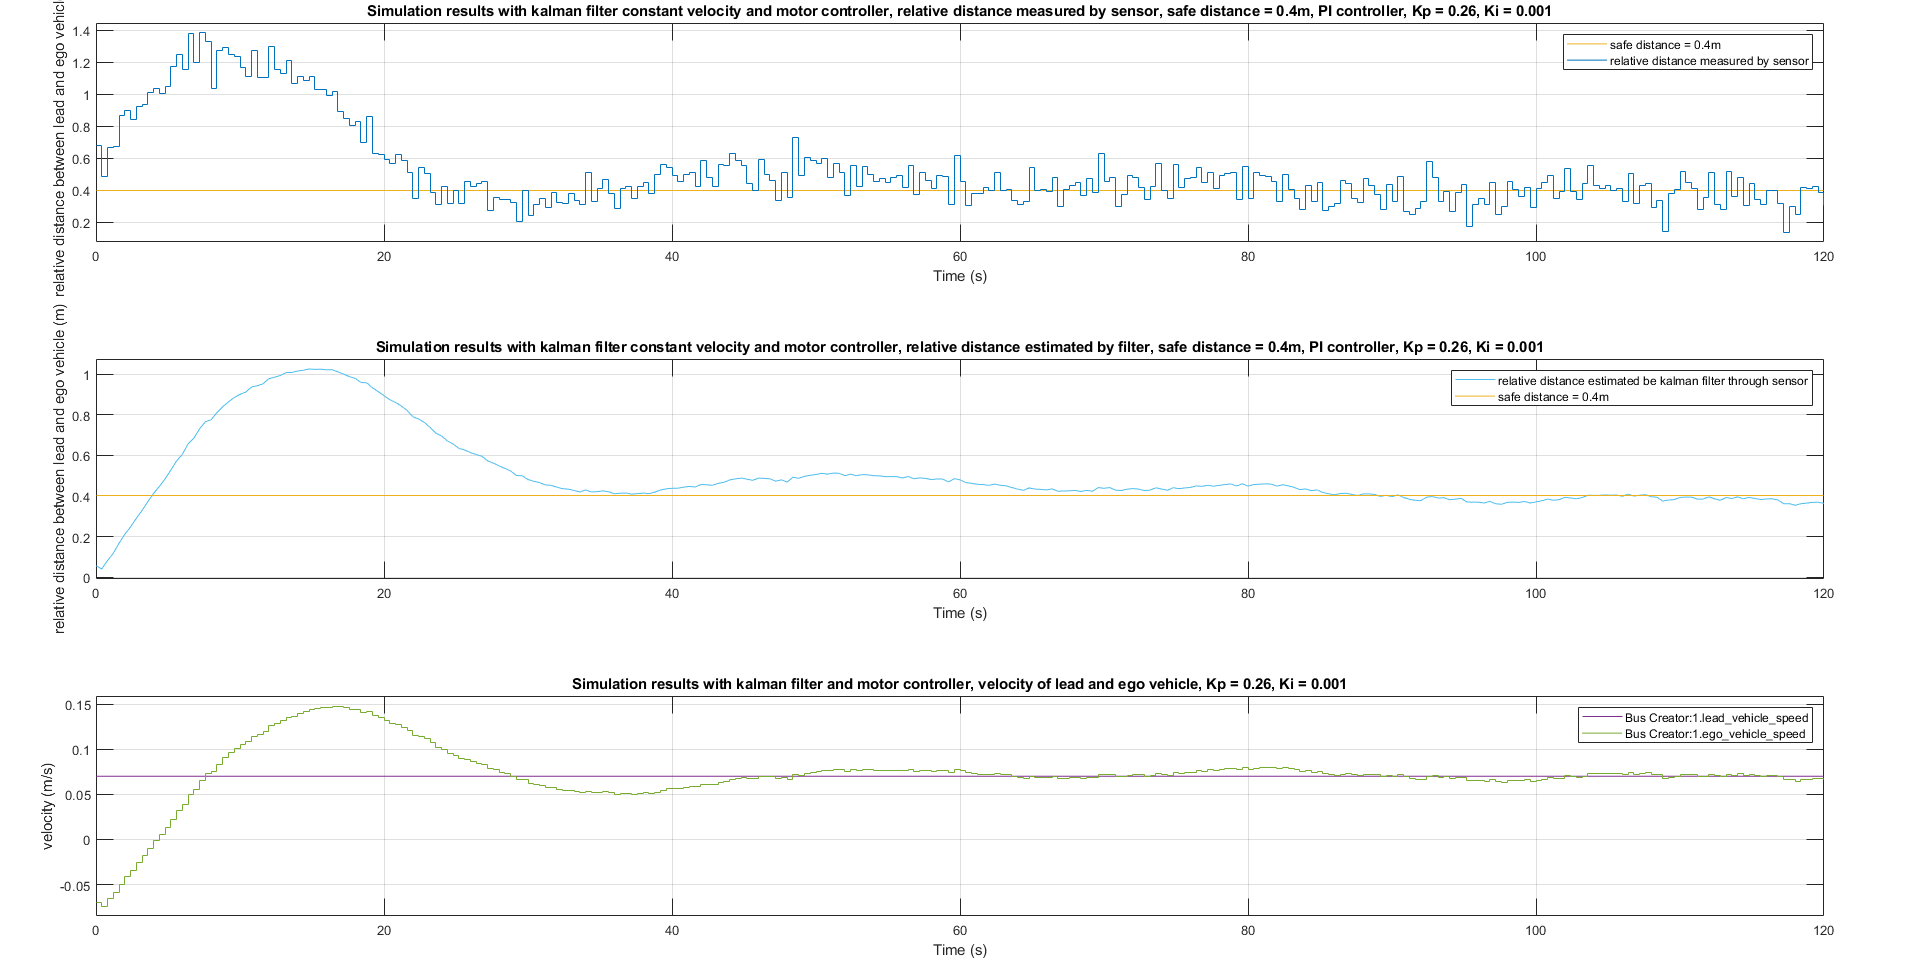 Simulation results with kalman filter constant velocity and motor controller, relative distance measured by sensor, safe distance = 0.4m, PI controller, Kp = 0.26, Ki = 0.001
relative distance between lead and ego vehicl
1.4
1.2
1
0.8
0.6
0.4
0.2
safe distance = 0.4m
relative distance measured by sensor
0 20 40 60 80 100 120
Time (s)
Simulation results with kalman filter constant velocity and motor controller, relative distance estimated by filter, safe distance = 0.4m, PI controller, Kp = 0.26, Ki = 0.001
relative distance between lead and ego vehicle (m)
1
0.8
0.6
0.4
0.2
0
relative distance estimated be kalman filter through sensor
safe distance = 0.4m
0 20 40 60 80 100 120
Time (s)
Simulation results with kalman filter and motor controller, velocity of lead and ego vehicle, Kp = 0.26, Ki = 0.001
velocity (m/s)
0.15
0.1
0.05
0
-0.05
Bus Creator:1.lead_vehicle_speed
Bus Creator:1.ego_vehicle_speed
0 20 40 60 80 100 120
Time (s)